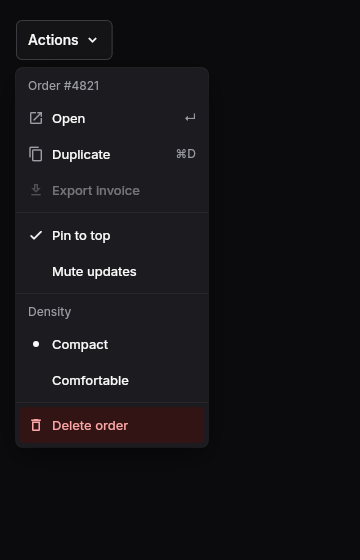 Actions
Order #4821
Open ↵
Duplicate ⌘D
Export invoice
Pin to top
Mute updates
Density
Compact
Comfortable
Delete order